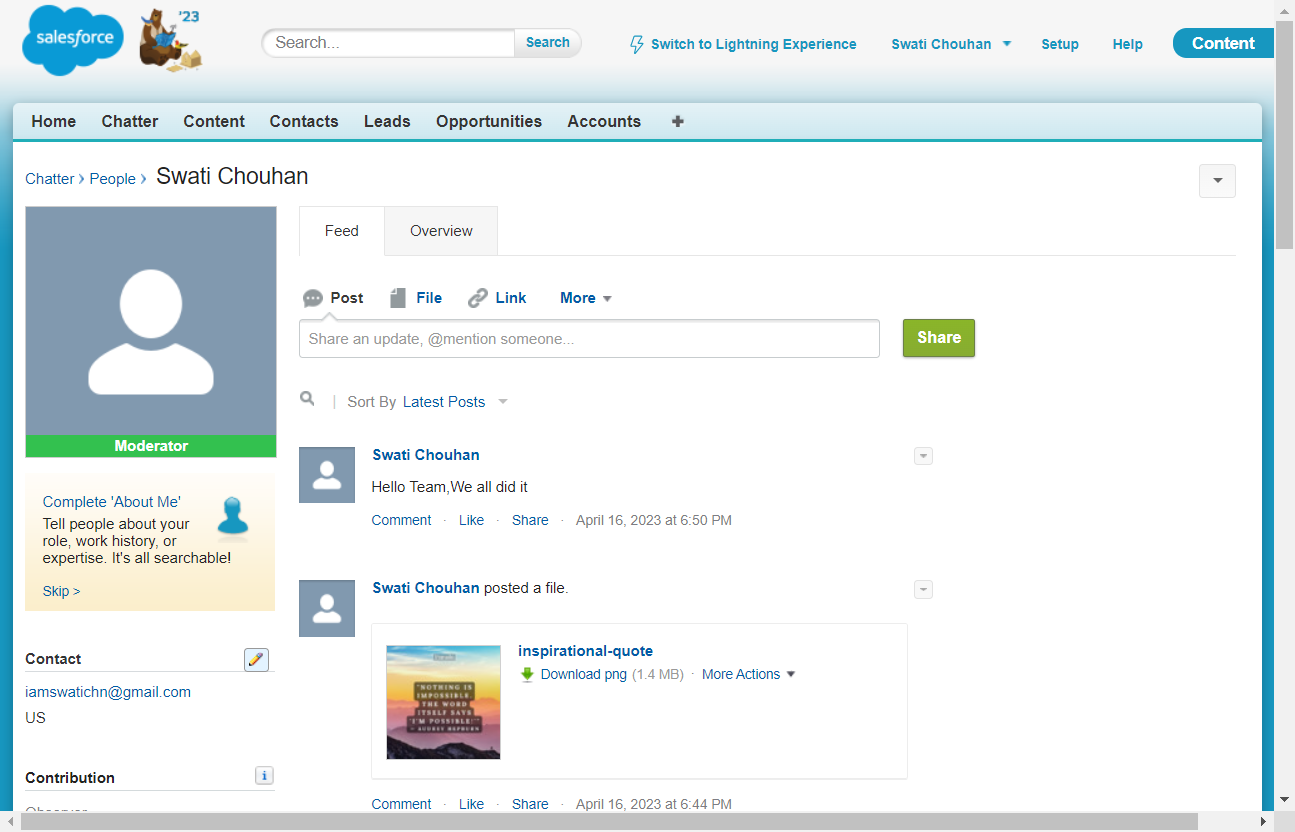 salesforce
'23
Search...
Search
Switch to Lightning Experience
Swati Chouhan
Setup
Help
Content
Home
Chatter
Content
Contacts
Leads
Opportunities
Accounts
Chatter › People › Swati Chouhan
Feed
Overview
Moderator
Post
File
Link
More
Share an update, @mention someone...
Share
Sort By Latest Posts
Complete 'About Me'
Tell people about your
role, work history, or
expertise. It's all searchable!
Skip >
Swati Chouhan
Hello Team,We all did it
Comment · Like · Share · April 16, 2023 at 6:50 PM
Swati Chouhan posted a file.
inspirational-quote
Download png (1.4 MB) · More Actions
"NOTHING IS
IMPOSSIBLE.
THE WORD
ITSELF SAYS
'I'M POSSIBLE!'"
– AUDREY HEPBURN
Comment · Like · Share · April 16, 2023 at 6:44 PM
Contact
iamswatichn@gmail.com
US
Contribution
Observer